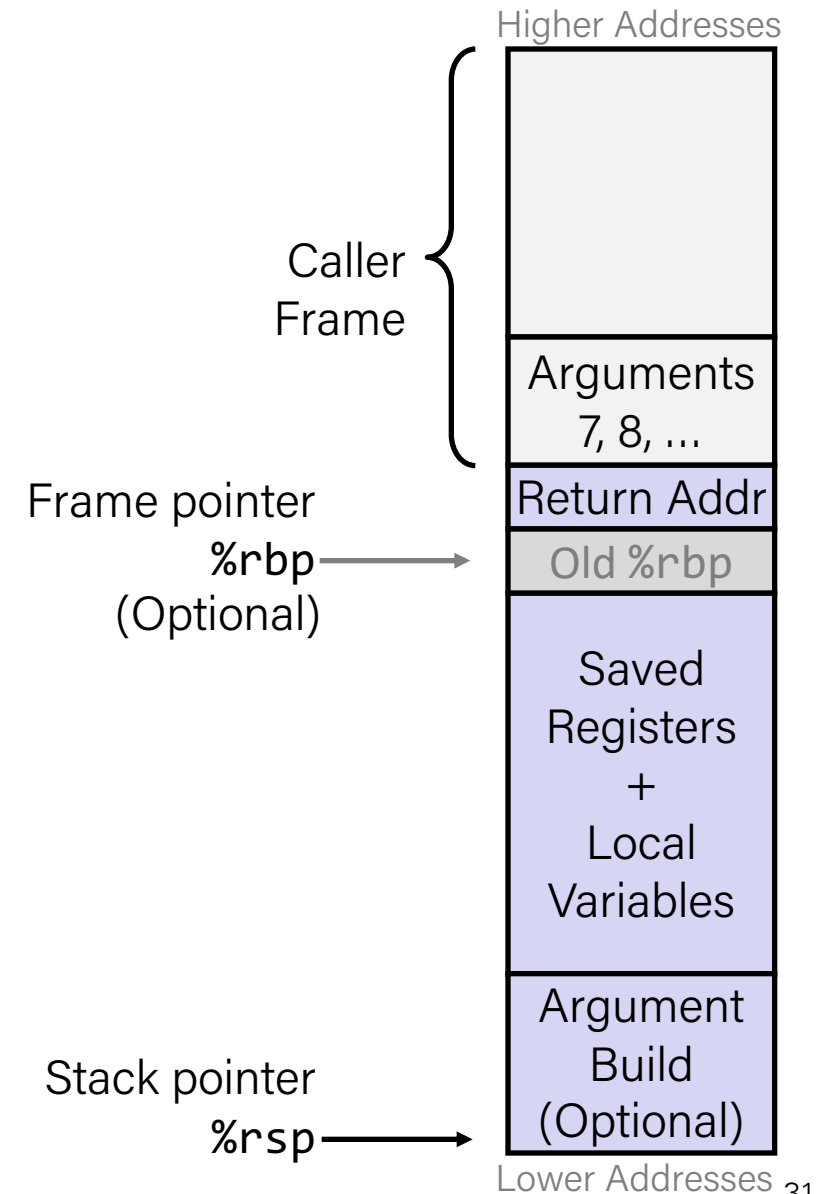 Higher Addresses
Caller
Frame
Arguments
7, 8, ...
Return Addr
Frame pointer
%rbp
(Optional)
Old %rbp
Saved
Registers
+
Local
Variables
Argument
Build
(Optional)
Stack pointer
%rsp
Lower Addresses
31